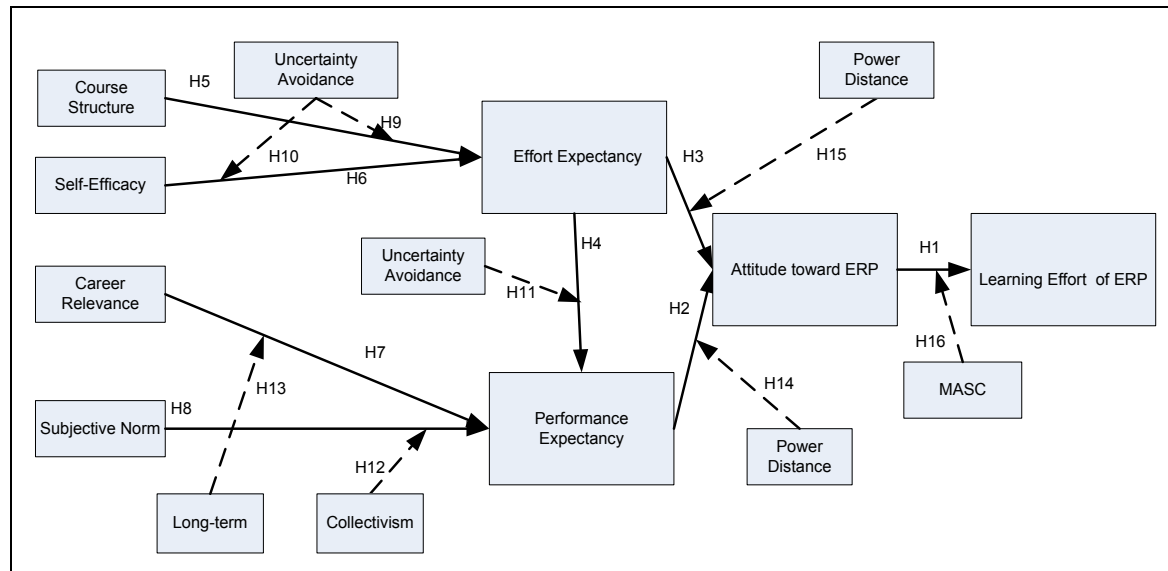 Uncertainty
Avoidance
Power
Distance
Course
Structure
H5
H9
H10
H15
Effort Expectancy
H3
Self-Efficacy
H6
H4
Uncertainty
Avoidance
H11
Attitude toward ERP
H1
Learning Effort of ERP
Career
Relevance
H2
H16
H7
H13
MASC
H14
Performance
Expectancy
H8
Subjective Norm
Power
Distance
H12
Long-term
Collectivism